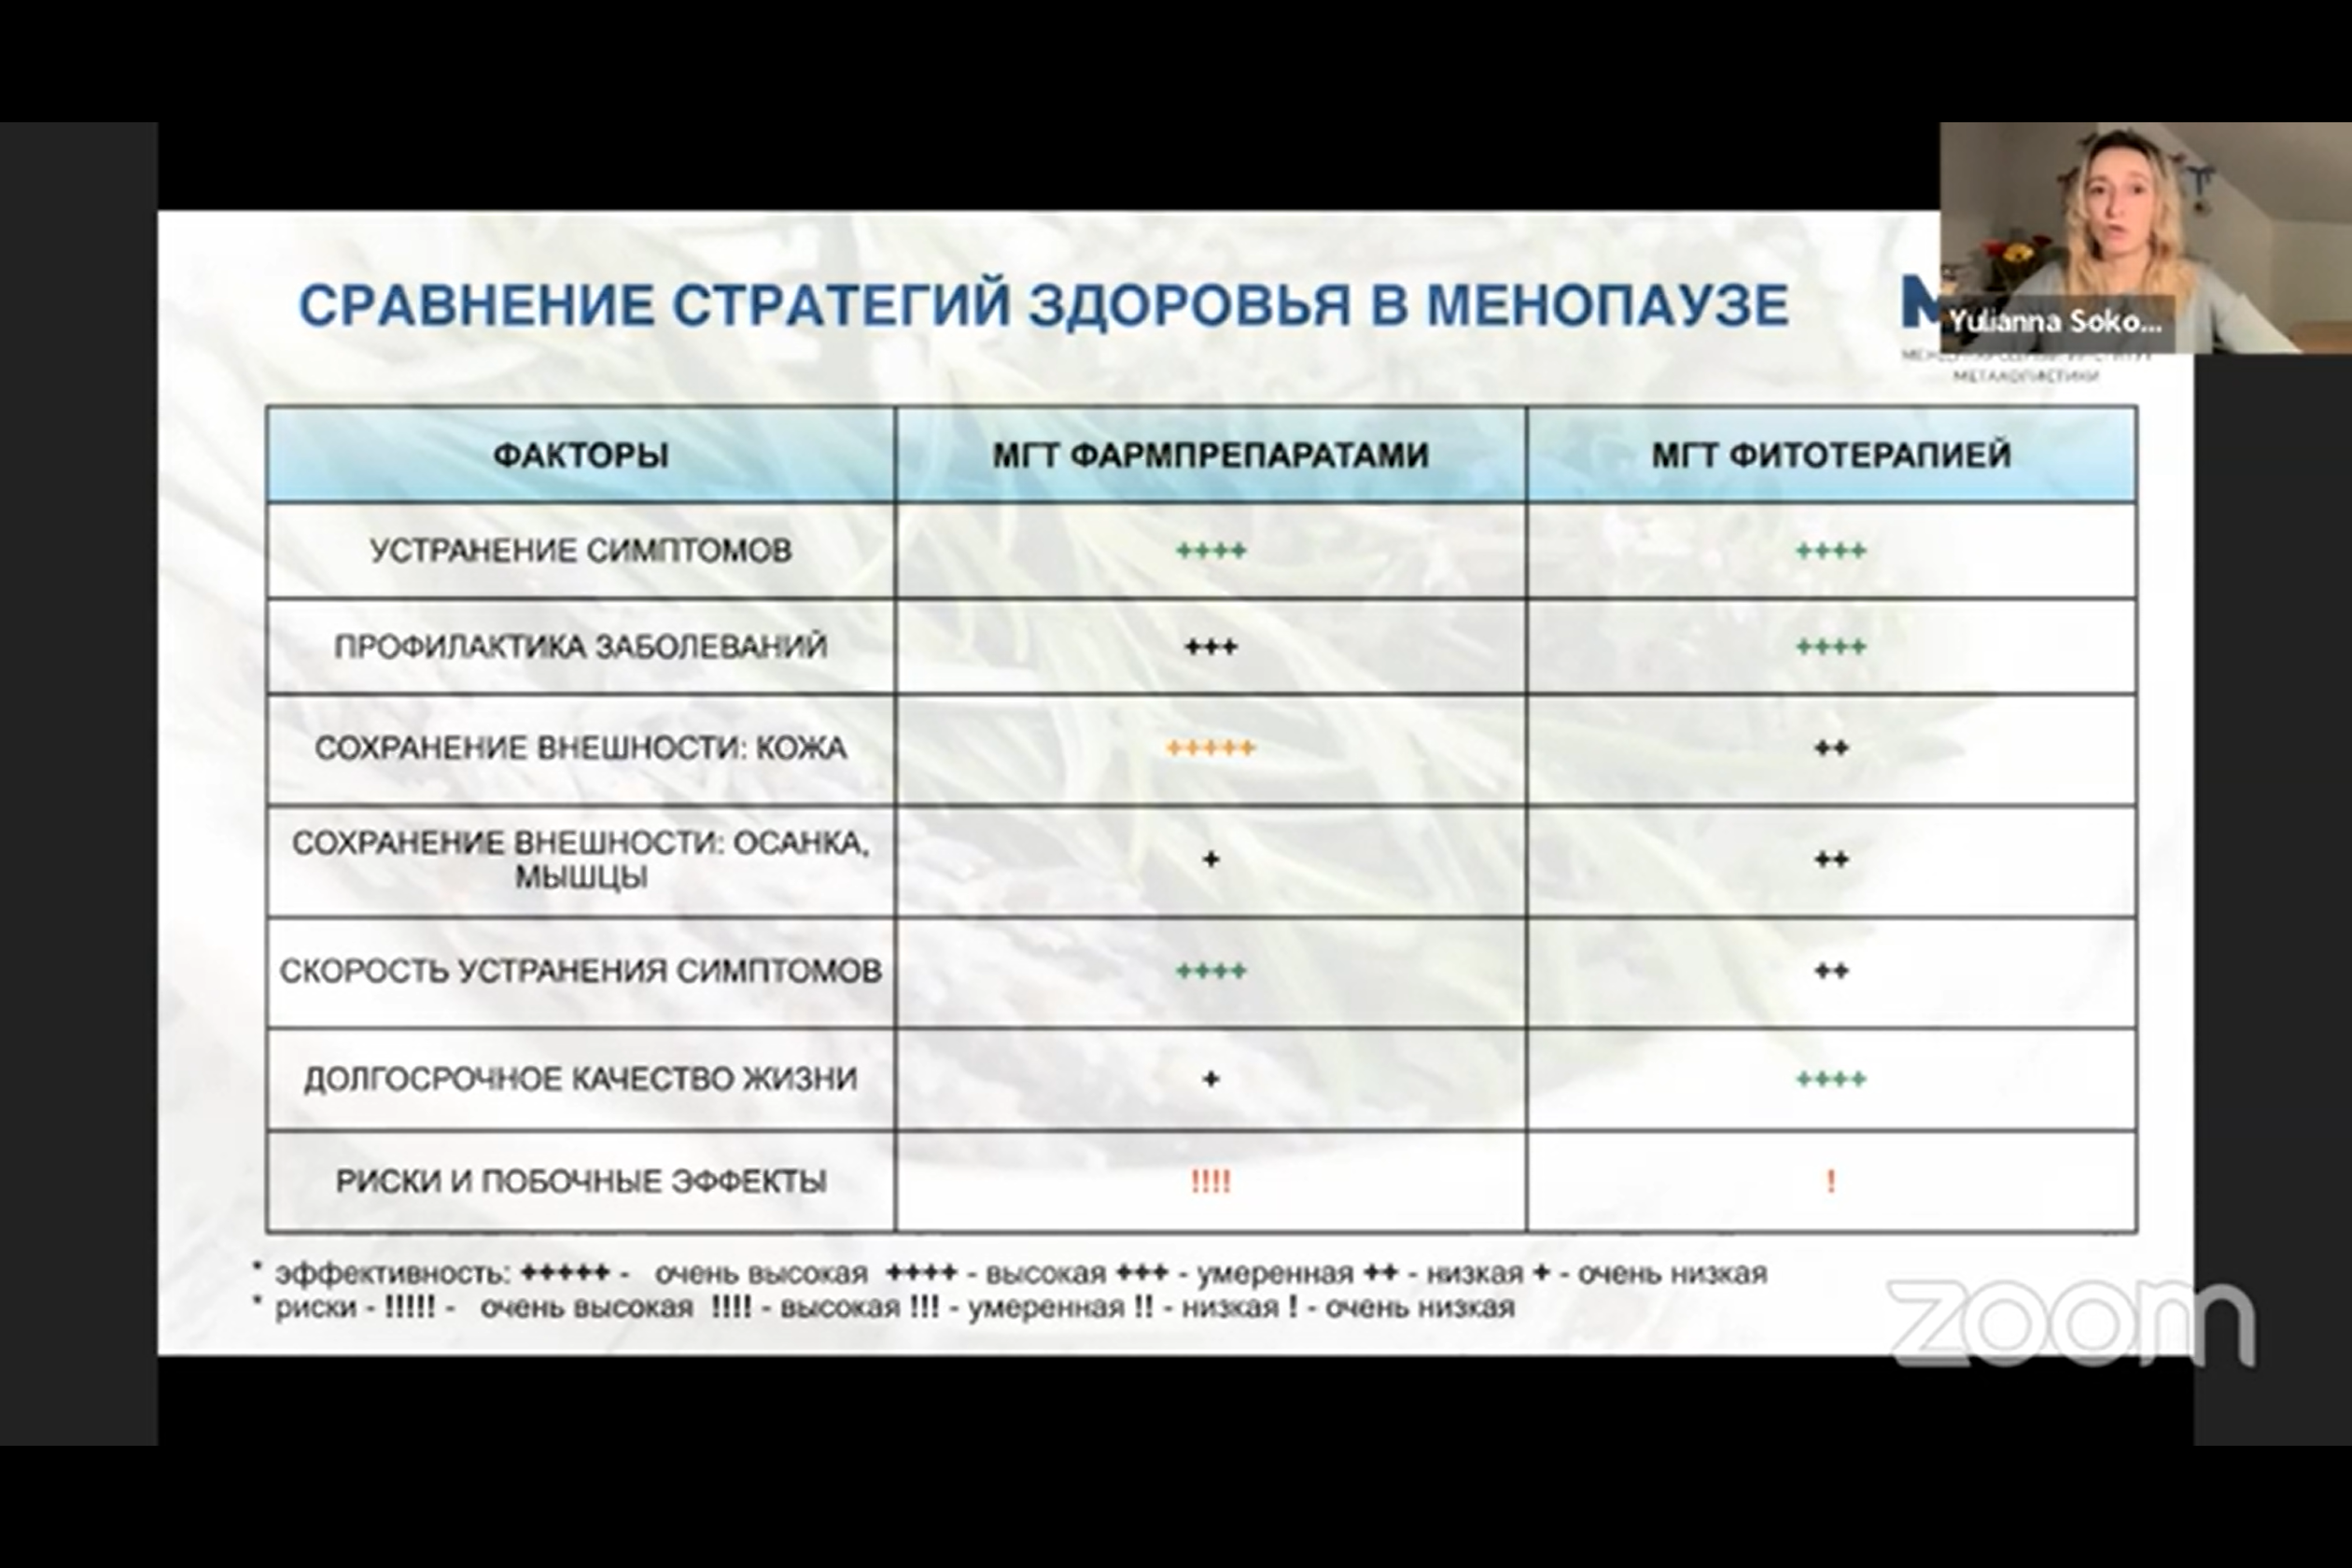 СРАВНЕНИЕ СТРАТЕГИЙ ЗДОРОВЬЯ В МЕНОПАУЗЕ
Yulianna Soko...
ФАКТОРЫ МГТ ФАРМПРЕПАРАТАМИ МГТ ФИТОТЕРАПИЕЙ
УСТРАНЕНИЕ СИМПТОМОВ ++++ ++++
ПРОФИЛАКТИКА ЗАБОЛЕВАНИЙ +++ ++++
СОХРАНЕНИЕ ВНЕШНОСТИ: КОЖА +++++ ++
СОХРАНЕНИЕ ВНЕШНОСТИ: ОСАНКА,
МЫШЦЫ + ++
СКОРОСТЬ УСТРАНЕНИЯ СИМПТОМОВ ++++ ++
ДОЛГОСРОЧНОЕ КАЧЕСТВО ЖИЗНИ + ++++
РИСКИ И ПОБОЧНЫЕ ЭФФЕКТЫ !!!! !
* эффективность: +++++ - очень высокая ++++ - высокая +++ - умеренная ++ - низкая + - очень низкая
* риски - !!!!! - очень высокая !!!! - высокая !!! - умеренная !! - низкая ! - очень низкая
zoom